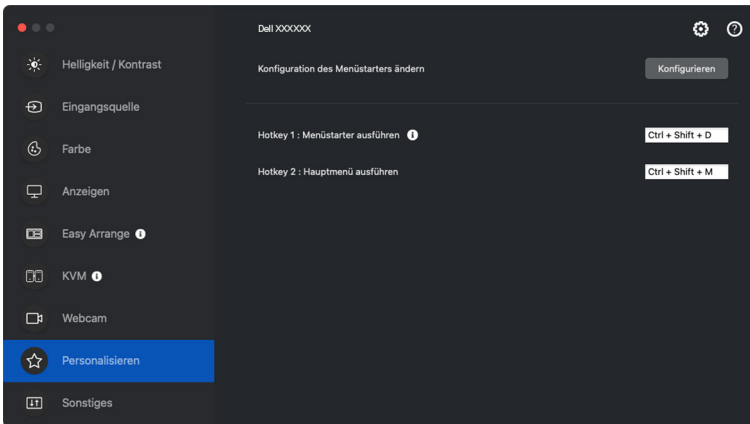 Dell XXXXXX
Helligkeit / Kontrast
Eingangsquelle
Farbe
Anzeigen
Easy Arrange
KVM
Webcam
Personalisieren
Sonstiges
Konfiguration des Menüstarters ändern
Konfigurieren
Hotkey 1 : Menüstarter ausführen
Ctrl + Shift + D
Hotkey 2 : Hauptmenü ausführen
Ctrl + Shift + M